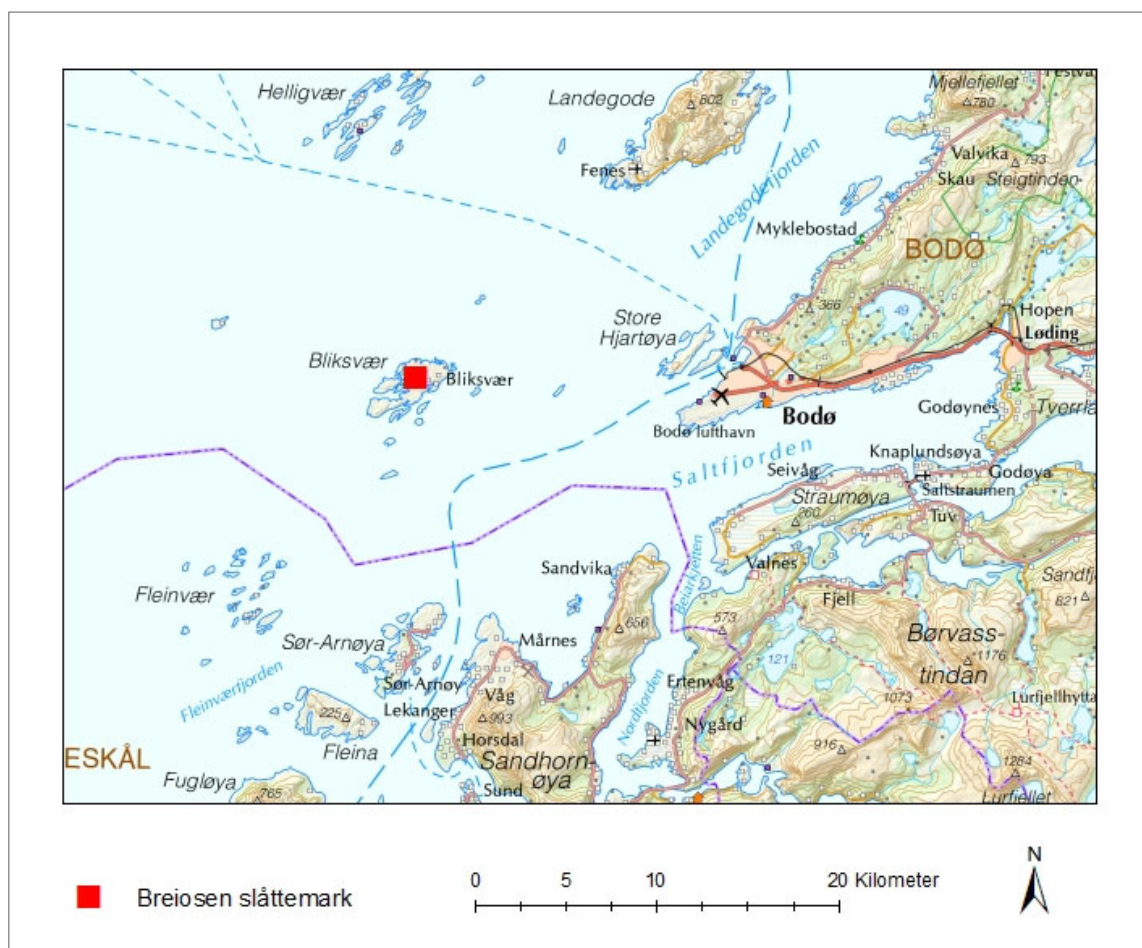 Helligvær
Landegode
802
Mjellefjellet
780
Fenes
Landegodefjorden
Valvika
793
Skau
Steigtinden
Myklebostad
BODØ
366
49
Store
Hjartøya
Hopen
Løding
Bliksvær
Bliksvær
Bodø
Bodø lufthavn
Godøynes
Tverrla
Saltfjorden
Knaplundsøya
Seivåg
Godøya
Straumøya
Saltstraumen
260
Tuv
Sandvika
Beiarkjeften
Valnes
Fleinvær
Fjell
Sandfj
821
573
656
Børvass-
tindan
1176
Sør-Arnøya
Mårnes
121
Fleinværfjorden
Sør-Arnøy
Ertenvåg
1073
Lurfjellhytta
Lekanger
Våg
Nordfjorden
225
993
Nygård
Fleina
Horsdal
916
ESKÅL
Sandhorn-
øya
1284
Fugløya
765
Sund
Lurfjellet
N
0 5 10 20 Kilometer
Breiosen slåttemark